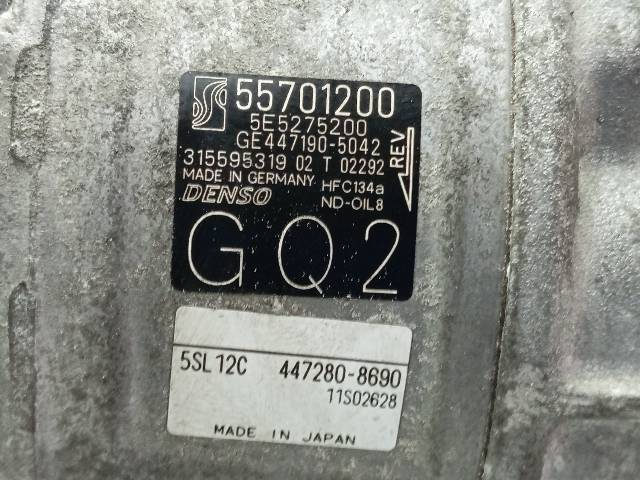 55701200
5E5275200
GE447190-5042
315595319 02 T 02292
REV
MADE IN GERMANY HFC134a
DENSO ND-OIL8
GQ2
5SL12C 447280-8690
11S02628
MADE IN JAPAN